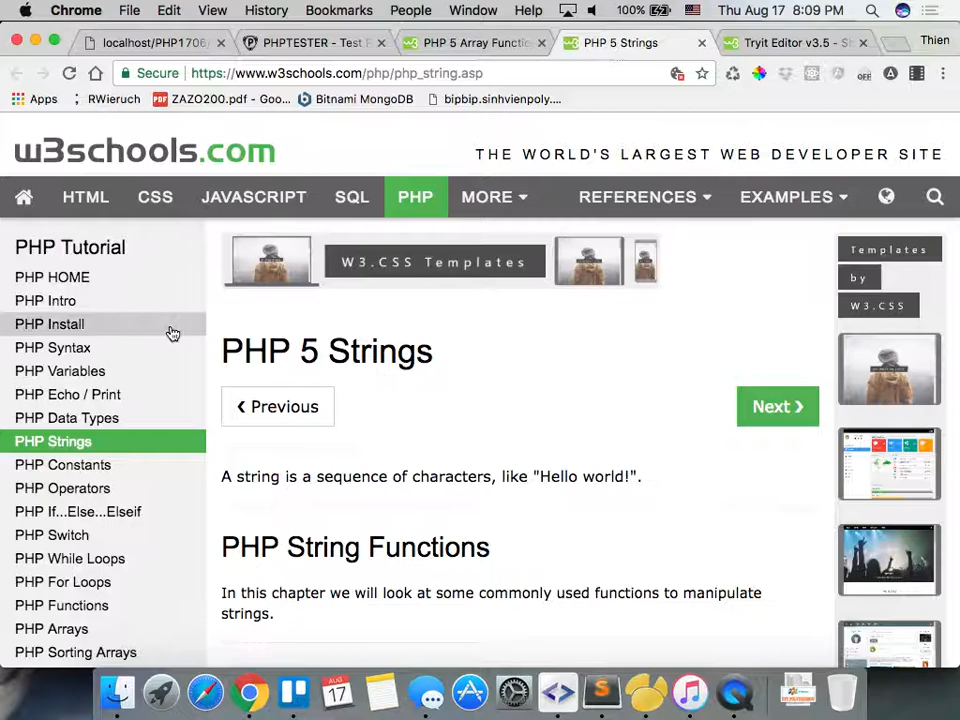 Chrome File Edit View History Bookmarks People Window Help 100% Thu Aug 17 8:09 PM
localhost/PHP1706/ PHPTESTER - Test P PHP 5 Array Functio PHP 5 Strings Tryit Editor v3.5 - Sh Thien
Secure https://www.w3schools.com/php/php_string.asp
Apps RWieruch ZAZO200.pdf - Goo... Bitnami MongoDB bipbip.sinhvienpoly....
w3schools.com
THE WORLD'S LARGEST WEB DEVELOPER SITE
HTML CSS JAVASCRIPT SQL PHP MORE REFERENCES EXAMPLES
PHP Tutorial
PHP HOME
PHP Intro
PHP Install
PHP Syntax
PHP Variables
PHP Echo / Print
PHP Data Types
PHP Strings
PHP Constants
PHP Operators
PHP If...Else...Elseif
PHP Switch
PHP While Loops
PHP For Loops
PHP Functions
PHP Arrays
PHP Sorting Arrays
W3.CSS Templates
PHP 5 Strings
❮ Previous
Next ❯
A string is a sequence of characters, like "Hello world!".
PHP String Functions
In this chapter we will look at some commonly used functions to manipulate
strings.
Templates
by
W3.CSS
AUG
17